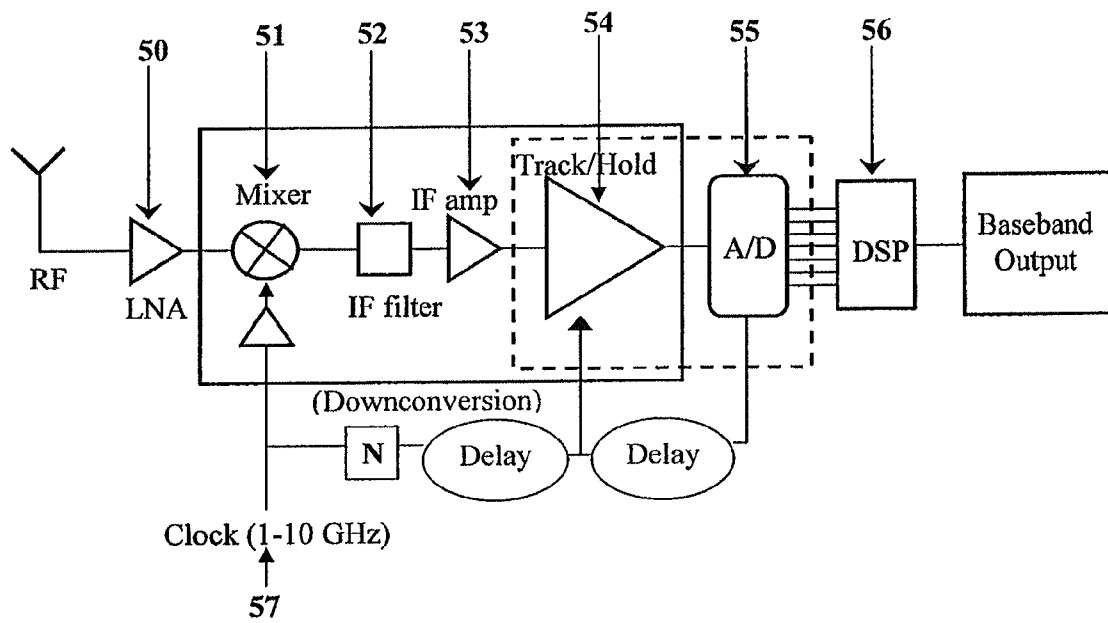 50
51
52
53
54
55
56
Track/Hold
Mixer
IF amp
A/D
DSP
Baseband
Output
RF
LNA
IF filter
(Downconversion)
N
Delay
Delay
Clock (1-10 GHz)
57